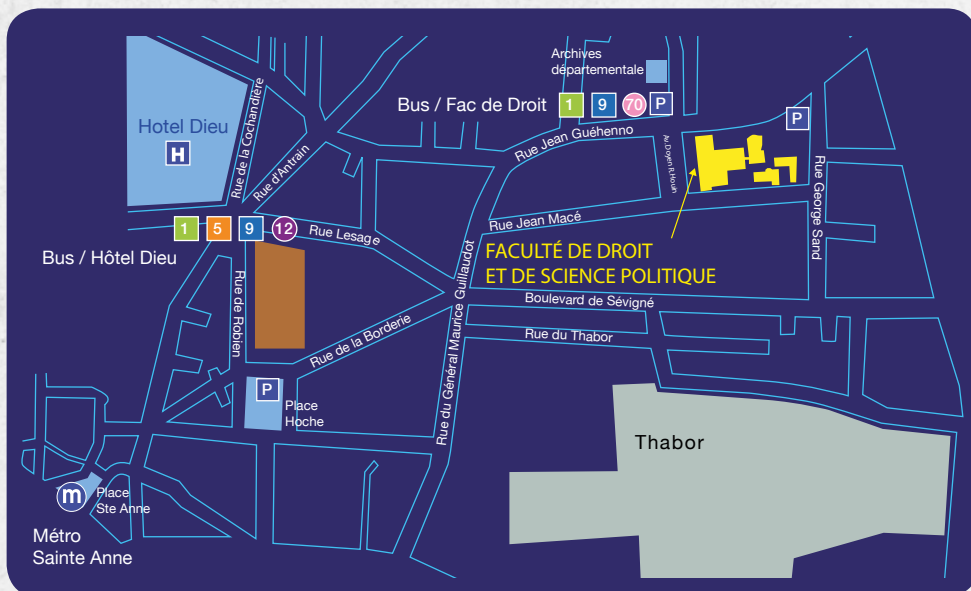 Archives
départementale
Bus / Fac de Droit
1
9
70
P
P
Hotel Dieu
H
Rue de la Cochandière
Rue d'Antrain
Rue Jean Guéhenno
Av. Doyen R.Houin
Rue George Sand
Rue Jean Macé
1
5
9
12
Rue Lesage
Bus / Hôtel Dieu
FACULTÉ DE DROIT
ET DE SCIENCE POLITIQUE
Boulevard de Sévigné
Rue de Robien
Rue de la Borderie
Rue du Général Maurice Guillaudot
Rue du Thabor
P
Place
Hoche
Thabor
m
Place
Ste Anne
Métro
Sainte Anne